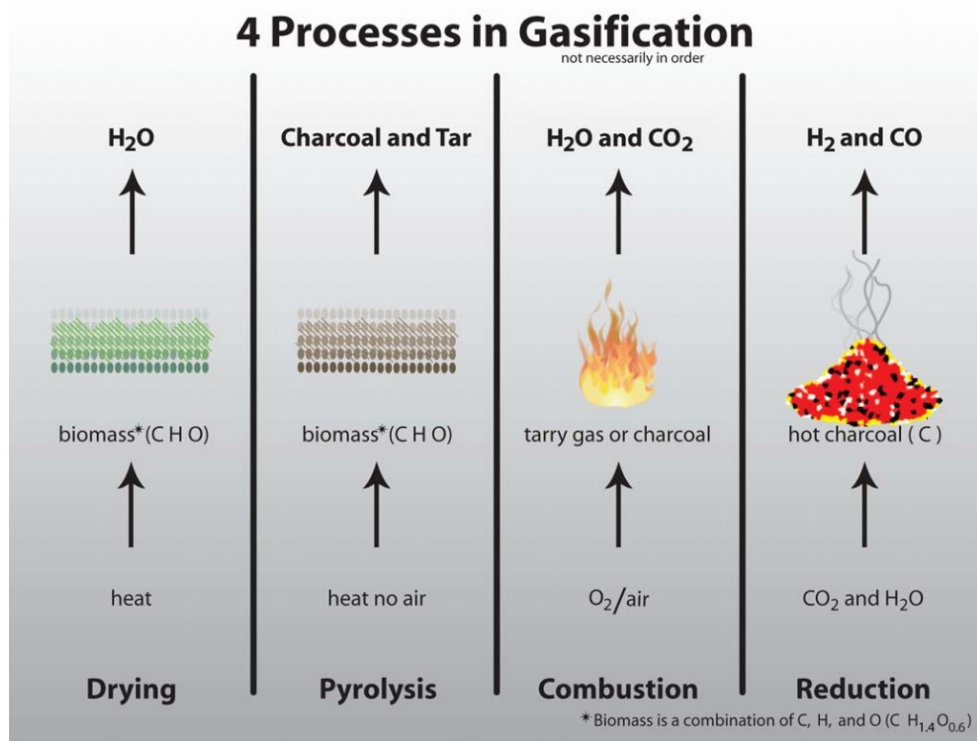 4 Processes in Gasification
not necessarily in order
H₂O
Charcoal and Tar
H₂O and CO₂
H₂ and CO
biomass*(C H O)
biomass*(C H O)
tarry gas or charcoal
hot charcoal ( C )
heat
heat no air
O₂/air
CO₂ and H₂O
Drying
Pyrolysis
Combustion
Reduction
* Biomass is a combination of C, H, and O (C H₁.₄O₀.₆)